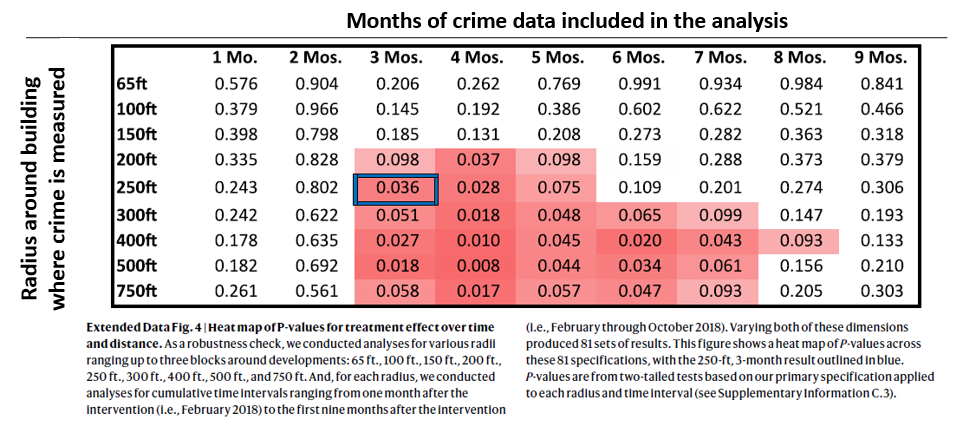 Months of crime data included in the analysis
Radius around building
where crime is measured
1 Mo. 2 Mos. 3 Mos. 4 Mos. 5 Mos. 6 Mos. 7 Mos. 8 Mos. 9 Mos.
65ft 0.576 0.904 0.206 0.262 0.769 0.991 0.934 0.984 0.841
100ft 0.379 0.966 0.145 0.192 0.386 0.602 0.622 0.521 0.466
150ft 0.398 0.798 0.185 0.131 0.208 0.273 0.282 0.363 0.318
200ft 0.335 0.828 0.098 0.037 0.098 0.159 0.288 0.373 0.379
250ft 0.243 0.802 0.036 0.028 0.075 0.109 0.201 0.274 0.306
300ft 0.242 0.622 0.051 0.018 0.048 0.065 0.099 0.147 0.193
400ft 0.178 0.635 0.027 0.010 0.045 0.020 0.043 0.093 0.133
500ft 0.182 0.692 0.018 0.008 0.044 0.034 0.061 0.156 0.210
750ft 0.261 0.561 0.058 0.017 0.057 0.047 0.093 0.205 0.303
Extended Data Fig. 4 | Heat map of P-values for treatment effect over time
and distance. As a robustness check, we conducted analyses for various radii
ranging up to three blocks around developments: 65 ft., 100 ft., 150 ft., 200 ft.,
250 ft., 300 ft., 400 ft., 500 ft., and 750 ft. And, for each radius, we conducted
analyses for cumulative time intervals ranging from one month after the
intervention (i.e., February 2018) to the first nine months after the intervention
(i.e., February through October 2018). Varying both of these dimensions
produced 81 sets of results. This figure shows a heat map of P-values across
these 81 specifications, with the 250-ft, 3-month result outlined in blue.
P-values are from two-tailed tests based on our primary specification applied
to each radius and time interval (see Supplementary Information C.3).